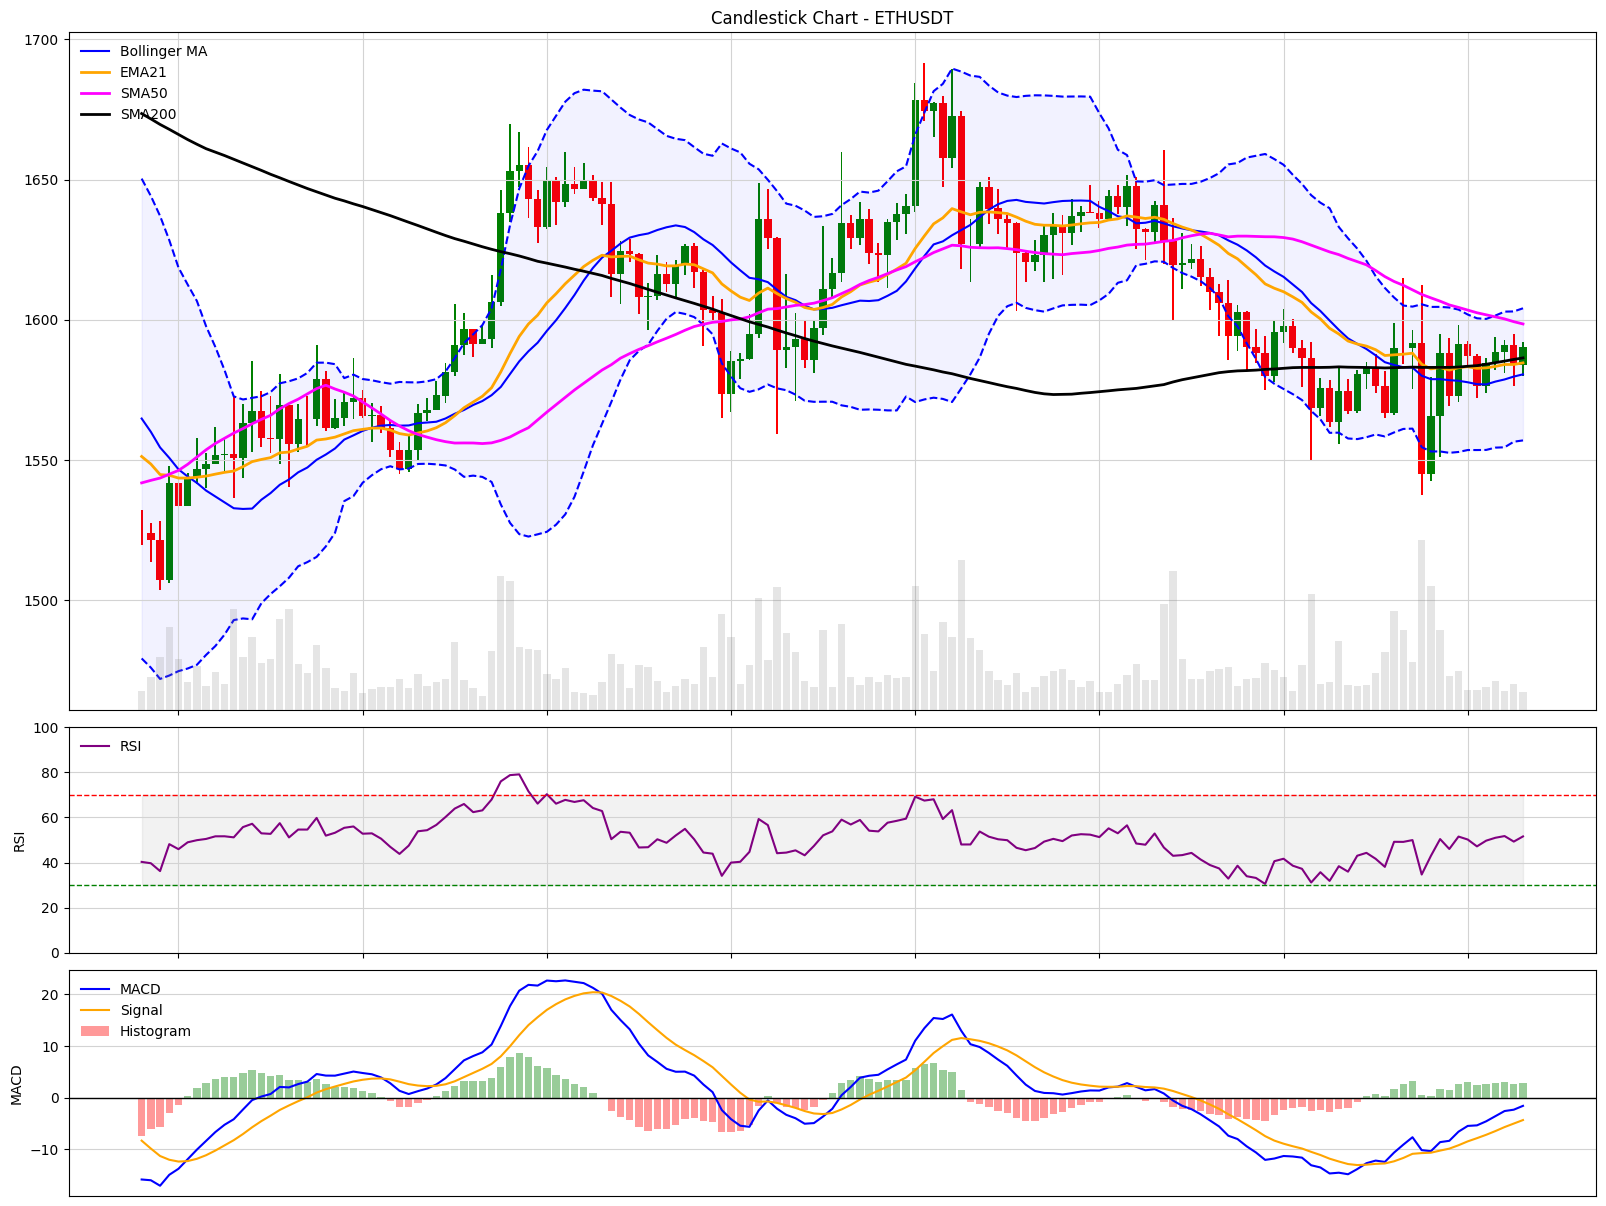 Candlestick Chart - ETHUSDT
1700
1650
1600
1550
1500
Bollinger MA
EMA21
SMA50
SMA200
100
80
60
40
20
0
RSI
RSI
20
10
0
−10
MACD
MACD
Signal
Histogram